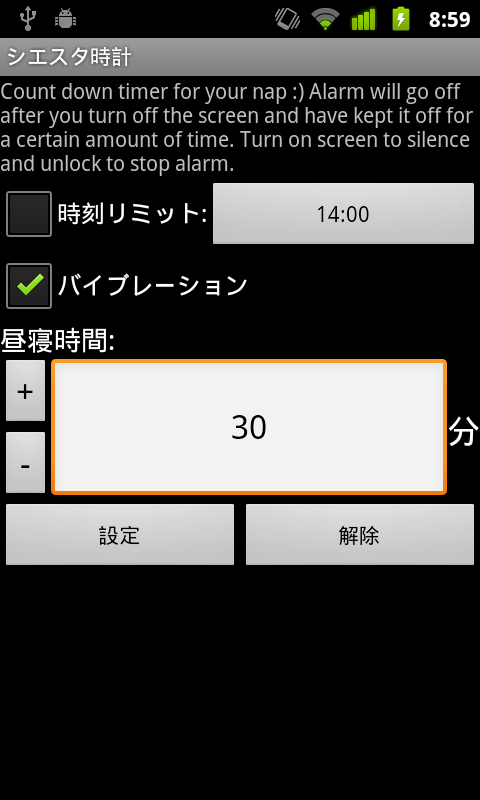 8:59
シエスタ時計
Count down timer for your nap :) Alarm will go off
after you turn off the screen and have kept it off for
a certain amount of time. Turn on screen to silence
and unlock to stop alarm.
時刻リミット: 14:00
バイブレーション
昼寝時間:
+
30
分
-
設定 解除